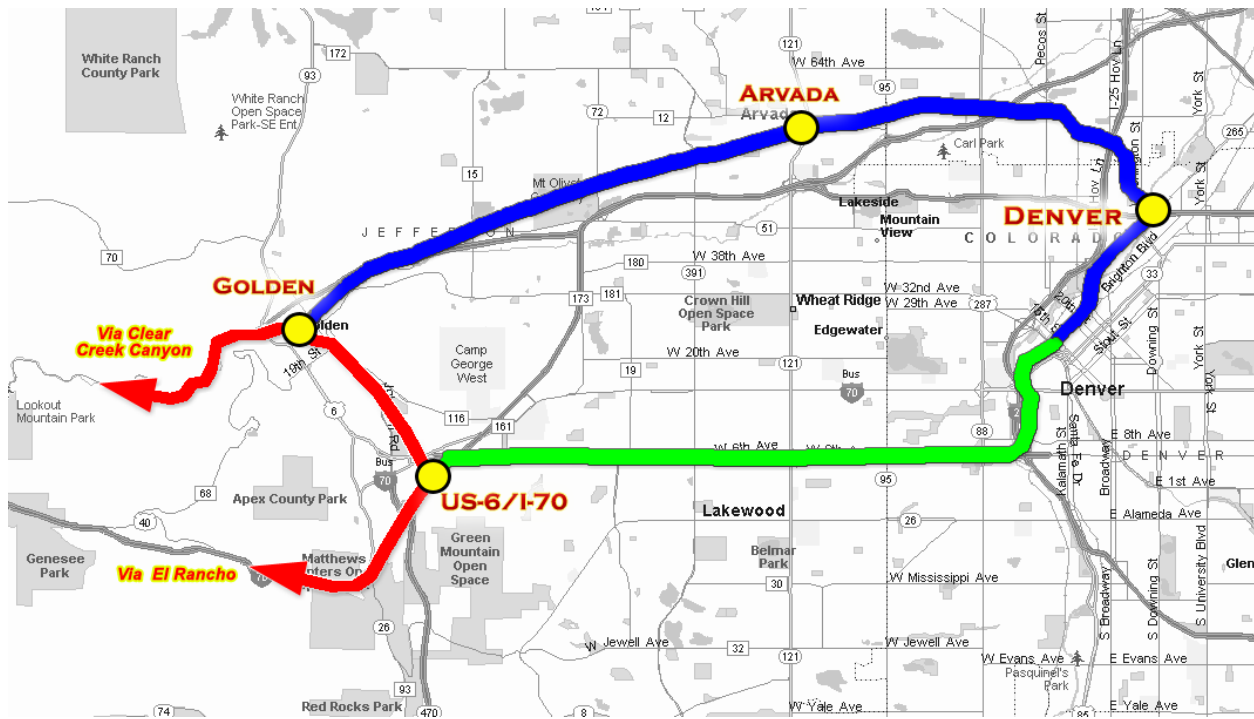 White Ranch
County Park
172
93
121
W 64th Ave
Pecos St
I-25 Hov Ln
York St
White Ranch
Open Space
Park-SE Ent
72
12
ARVADA
95
265
Carl Park
15
Mt Olivet
Lakeside
Mountain
View
DENVER
JEFFERSON
COLORADO
51
70
W 38th Ave
180
391
181
173
GOLDEN
Crown Hill
Open Space
Park
Wheat Ridge
W 32nd Ave
W 29th Ave
287
Brighton Blvd
33
20th
15th
Edgewater
Stout St
Downing St
York St
Via Clear
Creek Canyon
19th St
Camp
George
West
W 20th Ave
121
19
Bus
70
Lookout
Mountain Park
6
116
161
88
Denver
York St
W 6th Ave
E 8th Ave
DENVER
Kalamath St
Santa Fe Dr
Broadway
E 1st Ave
Bus
70
68
Apex County Park
US-6/I-70
95
Lakewood
26
E Alameda Ave
40
Genesee
Park
Via El Rancho
70
Green
Mountain
Open
Space
Belmar
Park
30
W Mississippi Ave
S Broadway
S Downing St
S University Blvd
26
W Jewell Ave
32
W Jewell Ave
121
W Evans Ave
E Evans Ave
Pasquinel's
Park
93
Red Rocks Park
470
74
8
W Yale Ave
85
E Yale Ave